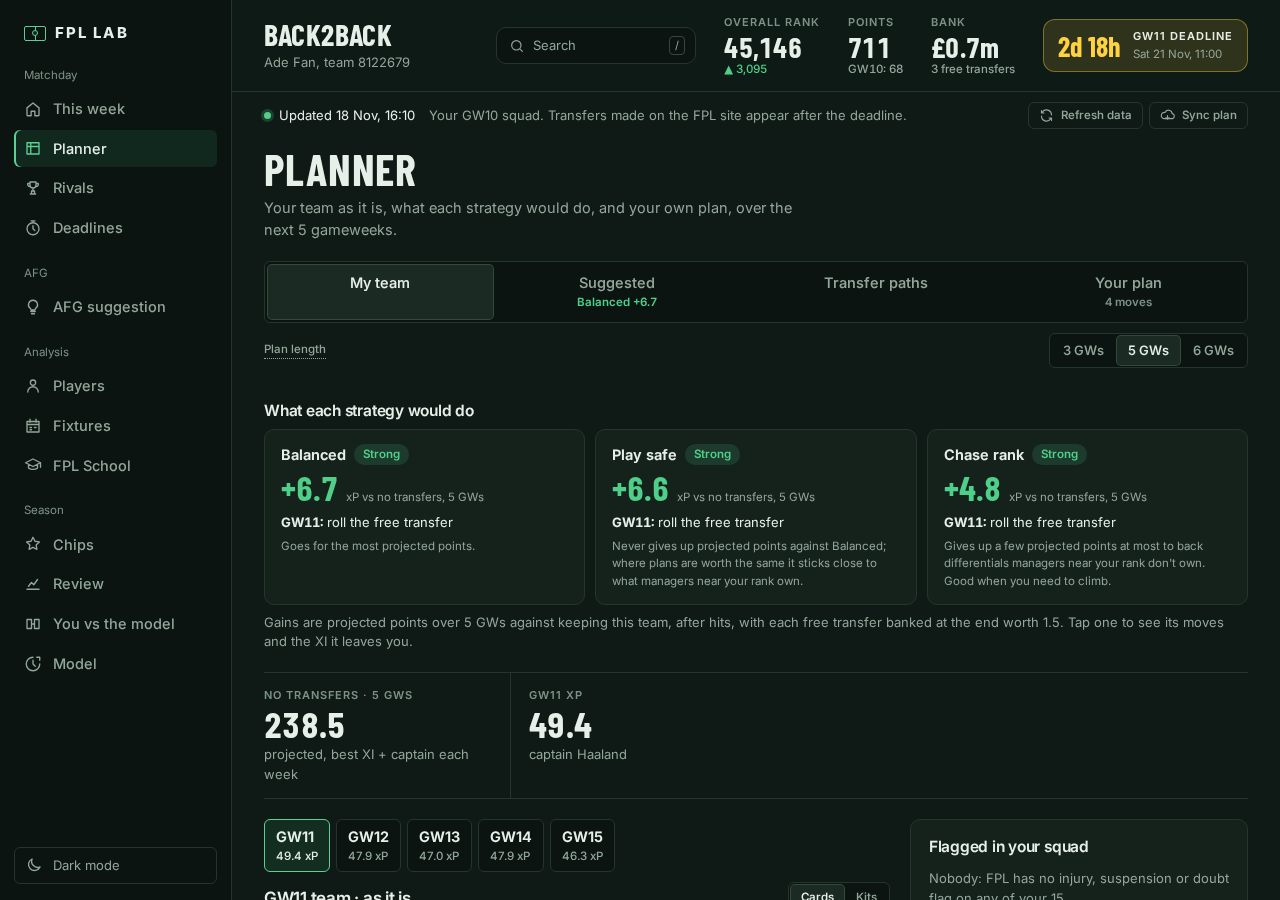 FPL LAB
Matchday
This week
Planner
Rivals
Deadlines
AFG
AFG suggestion
Analysis
Players
Fixtures
FPL School
Season
Chips
Review
You vs the model
Model
Dark mode
BACK2BACK
Ade Fan, team 8122679
Search /
OVERALL RANK
45,146
▲ 3,095
POINTS
711
GW10: 68
BANK
£0.7m
3 free transfers
2d 18h
GW11 DEADLINE
Sat 21 Nov, 11:00
Updated 18 Nov, 16:10 Your GW10 squad. Transfers made on the FPL site appear after the deadline.
Refresh data
Sync plan
PLANNER
Your team as it is, what each strategy would do, and your own plan, over the
next 5 gameweeks.
My team
Suggested
Balanced +6.7
Transfer paths
Your plan
4 moves
Plan length
3 GWs 5 GWs 6 GWs
What each strategy would do
Balanced Strong
+6.7 xP vs no transfers, 5 GWs
GW11: roll the free transfer
Goes for the most projected points.
Play safe Strong
+6.6 xP vs no transfers, 5 GWs
GW11: roll the free transfer
Never gives up projected points against Balanced;
where plans are worth the same it sticks close to
what managers near your rank own.
Chase rank Strong
+4.8 xP vs no transfers, 5 GWs
GW11: roll the free transfer
Gives up a few projected points at most to back
differentials managers near your rank don't own.
Good when you need to climb.
Gains are projected points over 5 GWs against keeping this team, after hits, with each free transfer banked at the end worth 1.5. Tap one to see its moves
and the XI it leaves you.
NO TRANSFERS · 5 GWS
238.5
projected, best XI + captain each
week
GW11 XP
49.4
captain Haaland
GW11
49.4 xP
GW12
47.9 xP
GW13
47.0 xP
GW14
47.9 xP
GW15
46.3 xP
GW11 team · as it is
Cards Kits
Flagged in your squad
Nobody: FPL has no injury, suspension or doubt
flag on any of your 15.